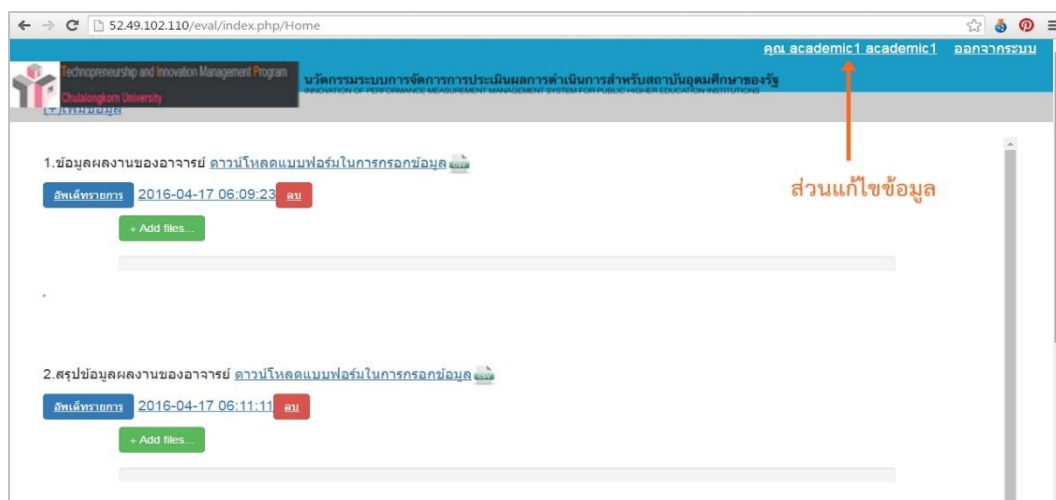 52.49.102.110/eval/index.php/Home
คุณ academic1 academic1 ออกจากระบบ
Technopreneurship and Innovation Management Program
Chulalongkorn University
นวัตกรรมระบบการจัดการการประเมินผลการดำเนินการสำหรับสถาบันอุดมศึกษาของรัฐ
INNOVATION OF PERFORMANCE MEASUREMENT MANAGEMENT SYSTEM FOR PUBLIC HIGHER EDUCATION INSTITUTIONS
(+)เพิ่มข้อมูล
1.ข้อมูลผลงานของอาจารย์ ดาวน์โหลดแบบฟอร์มในการกรอกข้อมูล CSV
ส่วนแก้ไขข้อมูล
อัพเด็ทรายการ 2016-04-17 06:09:23 ลบ
+ Add files...
2.สรุปข้อมูลผลงานของอาจารย์ ดาวน์โหลดแบบฟอร์มในการกรอกข้อมูล CSV
อัพเด็ทรายการ 2016-04-17 06:11:11 ลบ
+ Add files...